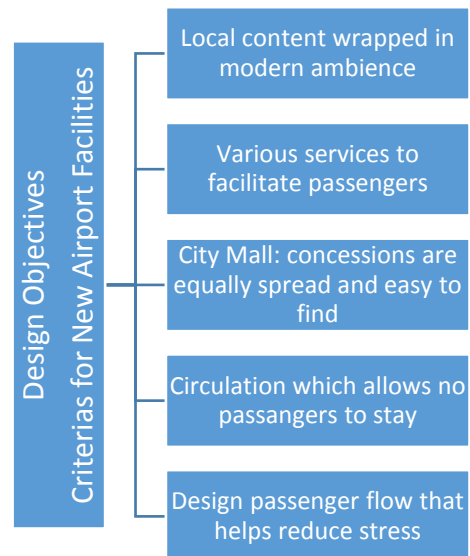 Design Objectives
Criterias for New Airport Facilities
Local content wrapped in
modern ambience
Various services to
facilitate passengers
City Mall: concessions are
equally spread and easy to
find
Circulation which allows no
passangers to stay
Design passenger flow that
helps reduce stress